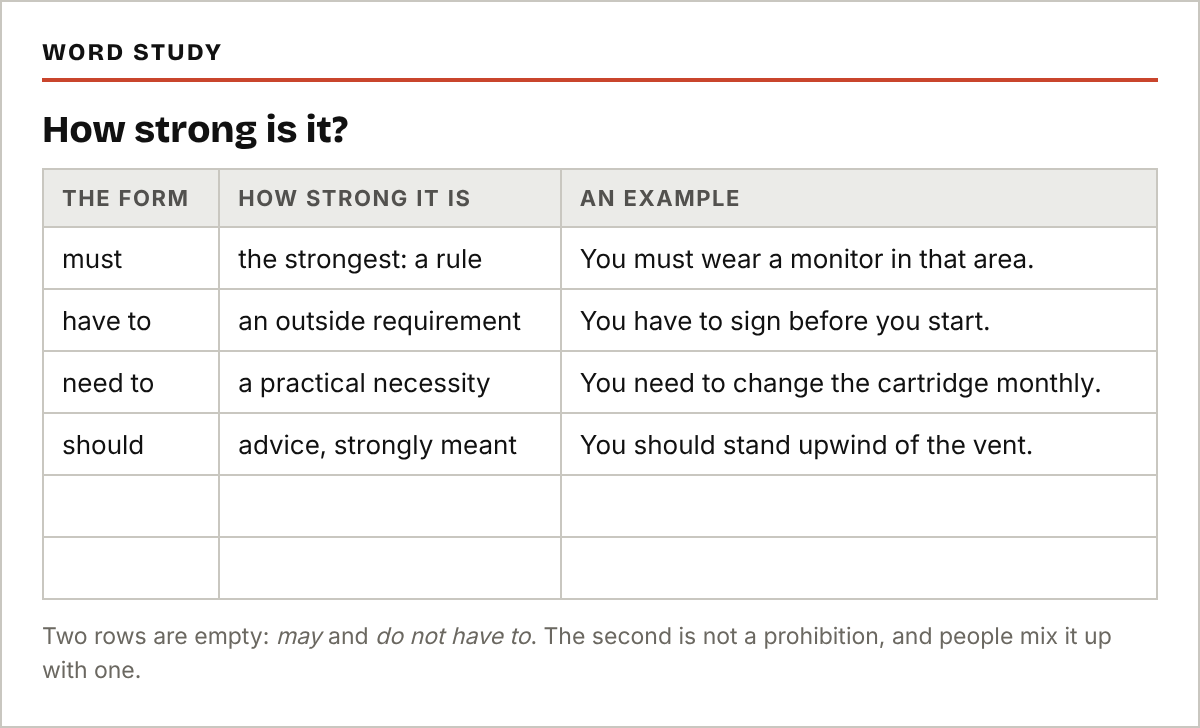 WORD STUDY
How strong is it?
THE FORM HOW STRONG IT IS AN EXAMPLE
must the strongest: a rule You must wear a monitor in that area.
have to an outside requirement You have to sign before you start.
need to a practical necessity You need to change the cartridge monthly.
should advice, strongly meant You should stand upwind of the vent.
Two rows are empty: may and do not have to. The second is not a prohibition, and people mix it up
with one.